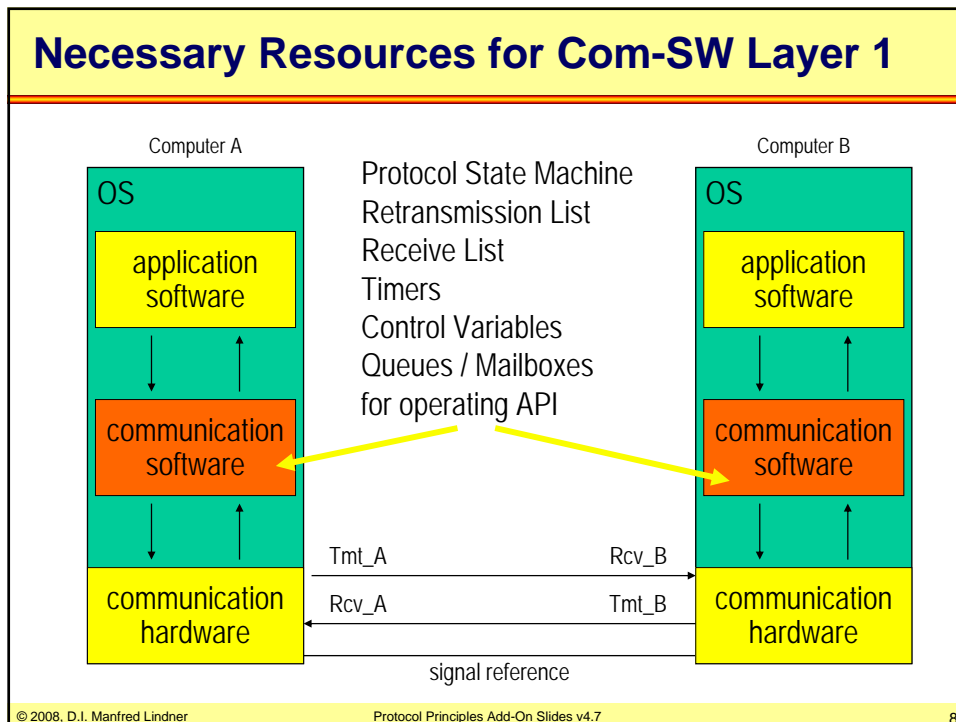 Necessary Resources for Com-SW Layer 1
Computer A
OS
application
software
communication
software
communication
hardware
Protocol State Machine
Retransmission List
Receive List
Timers
Control Variables
Queues / Mailboxes
for operating API
Computer B
OS
application
software
communication
software
communication
hardware
Tmt_A
Rcv_B
Rcv_A
Tmt_B
signal reference
© 2008, D.I. Manfred Lindner
Protocol Principles Add-On Slides v4.7
8